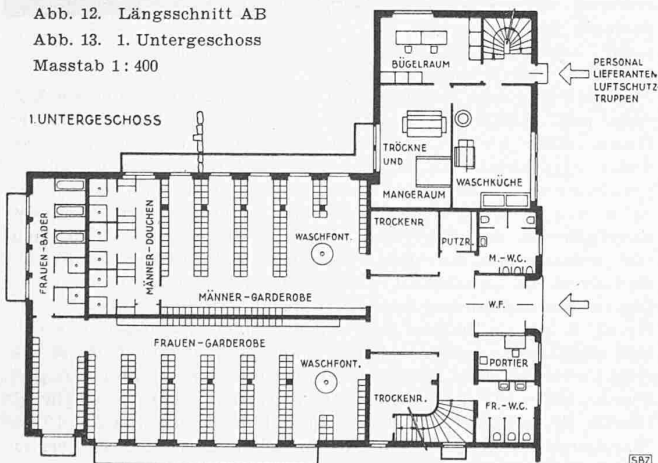 Abb. 12. Längsschnitt AB
Abb. 13. 1. Untergeschoss
Masstab 1 : 400
1.UNTERGESCHOSS
BÜGELRAUM
PERSONAL
LIEFERANTEN
LUFTSCHUTZ-
TRUPPEN
TRÖCKNE
UND
MANGERAUM
WASCHKÜCHE
FRAUEN-BÄDER
MÄNNER-DOUCHEN
WASCHFONT.
MÄNNER-GARDEROBE
TROCKENR.
PUTZR.
M.-W.C.
W.F.
FRAUEN-GARDEROBE
WASCHFONT.
PORTIER
TROCKENR.
FR.-W.C.
SBZ